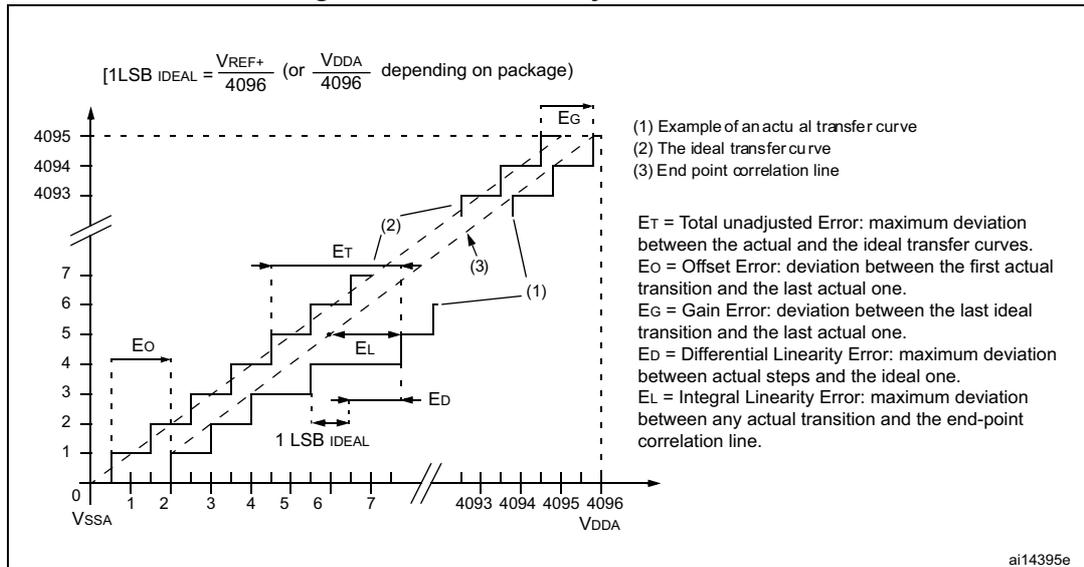 [1LSB IDEAL = VREF+ / 4096 (or VDDA / 4096 depending on package)
EG
4095
4094
4093
7
6
5
4
3
2
1
0
(2)
ET
(3)
(1)
EO
EL
ED
1 LSB IDEAL
1 2 3 4 5 6 7 4093 4094 4095 4096
VSSA
VDDA
(1) Example of an actu al transfer curve
(2) The ideal transfer curve
(3) End point correlation line
ET = Total unadjusted Error: maximum deviation
between the actual and the ideal transfer curves.
EO = Offset Error: deviation between the first actual
transition and the last actual one.
EG = Gain Error: deviation between the last ideal
transition and the last actual one.
ED = Differential Linearity Error: maximum deviation
between actual steps and the ideal one.
EL = Integral Linearity Error: maximum deviation
between any actual transition and the end-point
correlation line.
ai14395e